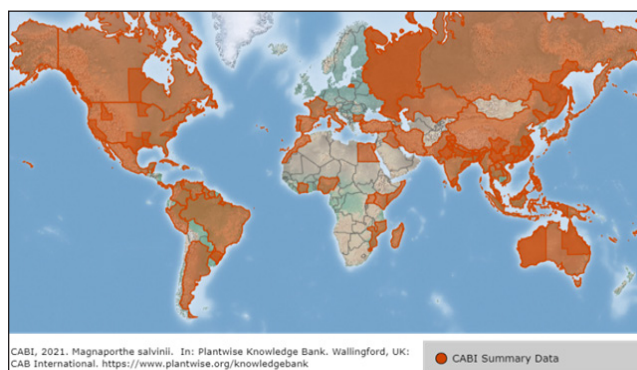 CABI, 2021. Magnaporthe salvinii. In: Plantwise Knowledge Bank. Wallingford, UK:
CAB International. https://www.plantwise.org/knowledgebank
CABI Summary Data